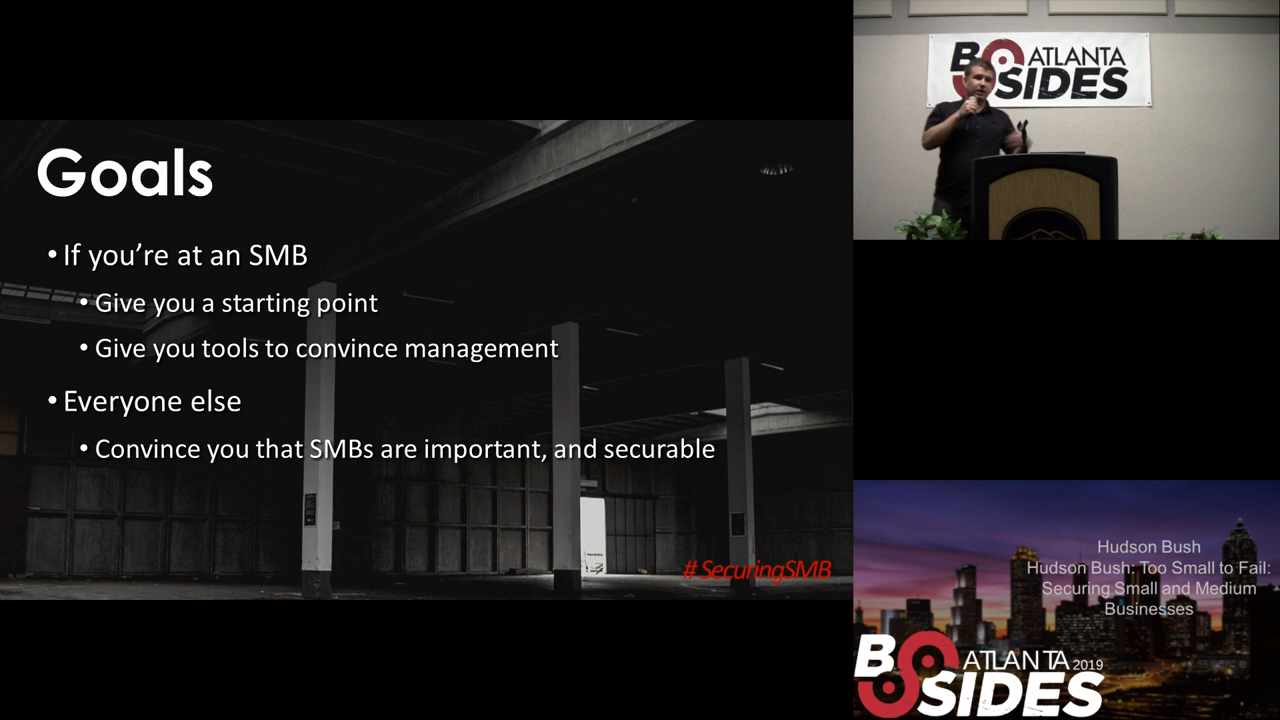 Goals
• If you’re at an SMB
• Give you a starting point
• Give you tools to convince management
• Everyone else
• Convince you that SMBs are important, and securable
#SecuringSMB
BSIDES ATLANTA
Hudson Bush
Hudson Bush: Too Small to Fail:
Securing Small and Medium
Businesses
BSIDES ATLANTA 2019